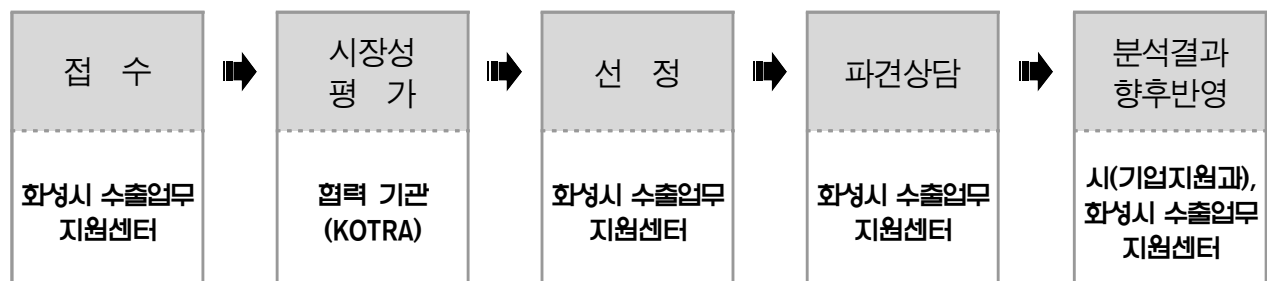 접 수
화성시 수출업무
지원센터
시장성
평 가
협력 기관
(KOTRA)
선 정
화성시 수출업무
지원센터
파견상담
화성시 수출업무
지원센터
분석결과
향후반영
시(기업지원과),
화성시 수출업무
지원센터